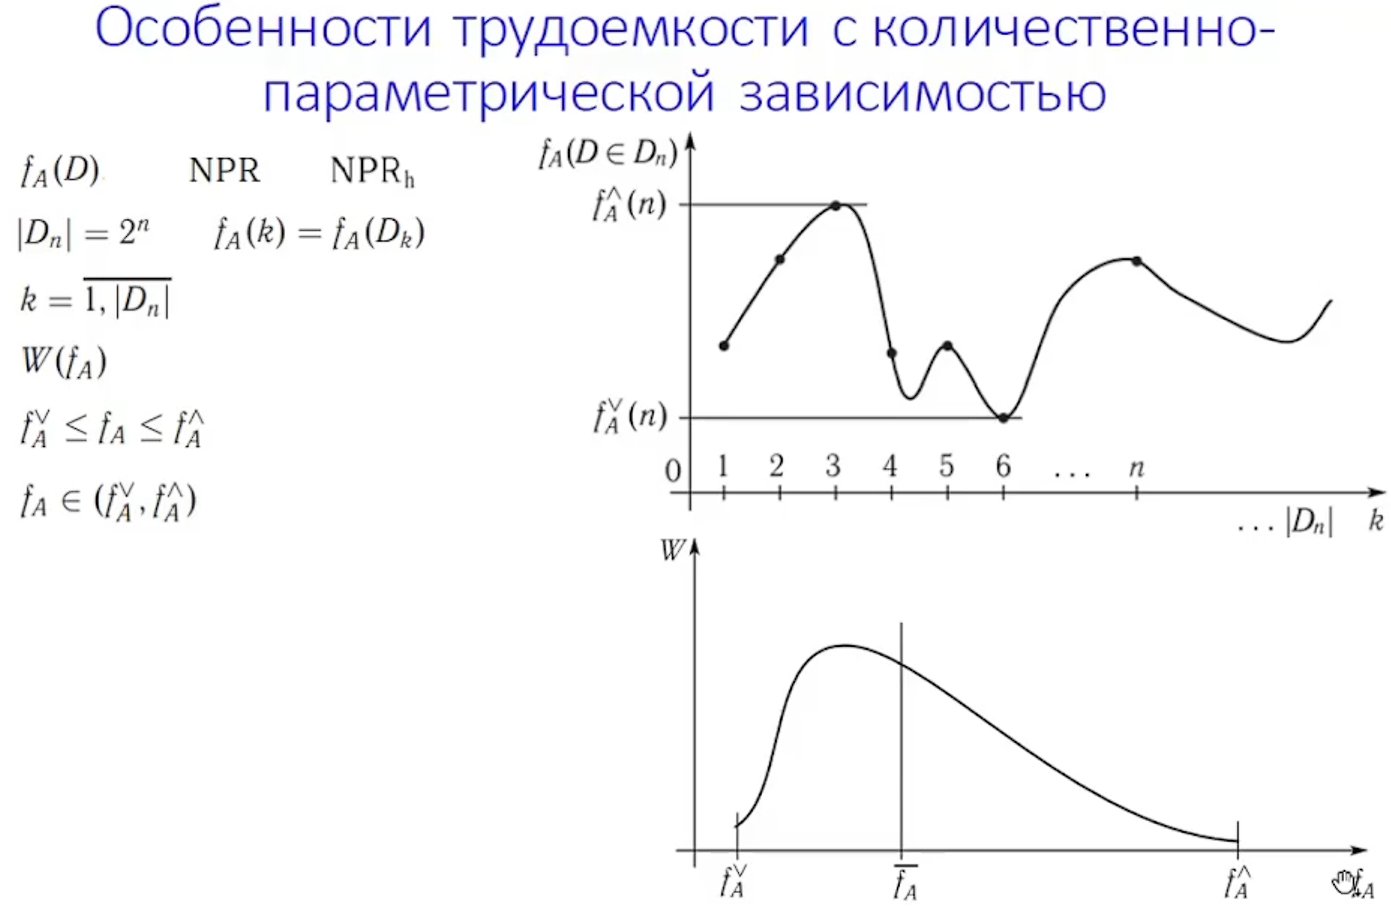 Особенности трудоемкости с количественно-
параметрической зависимостью
f_A(D) NPR NPR_h
|D_n| = 2^n f_A(k) = f_A(D_k)
k = \overline{1, |D_n|}
W(f_A)
f_A^∨ ≤ f_A ≤ f_A^∧
f_A ∈ (f_A^∨, f_A^∧)
f_A(D ∈ D_n)
f_A^∧(n)
f_A^∨(n)
0 1 2 3 4 5 6 ... n
... |D_n| k
W
f_A^∨ \overline{f}_A f_A^∧ f_A